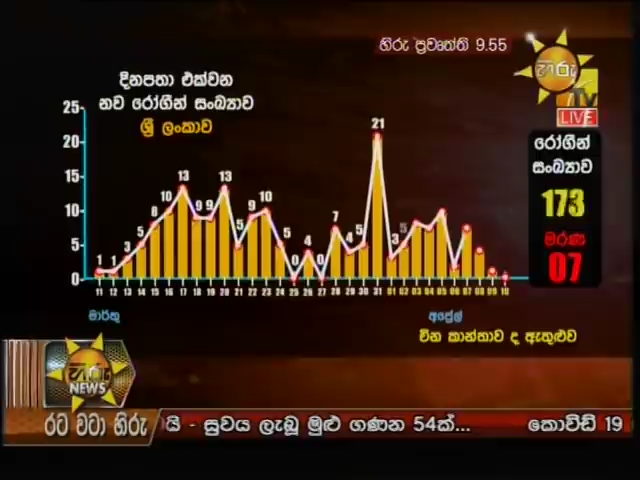 හිරු ප්‍රවෘත්ති 9.55
හිරු
TV
LIVE
දිනපතා එක්වන
නව රෝගීන් සංඛ්‍යාව
ශ්‍රී ලංකාව
රෝගීන්
සංඛ්‍යාව
173
මරණ
07
25
20
15
10
5
0
1 1 3 5 8 10 13 9 9 13 5 9 10 5 0 4 0 7 4 5 21 3 5
11 12 13 14 15 16 17 18 19 20 21 22 23 24 25 26 27 28 29 30 31 01 02 03 04 05 06 07 08 09 10
මාර්තු
අප්‍රේල්
චීන කාන්තාව ද ඇතුළුව
හිරු
NEWS
රට වටා හිරු
යි - සුවය ලැබූ මුළු ගණන 54ක්... කොවිඩ් 19